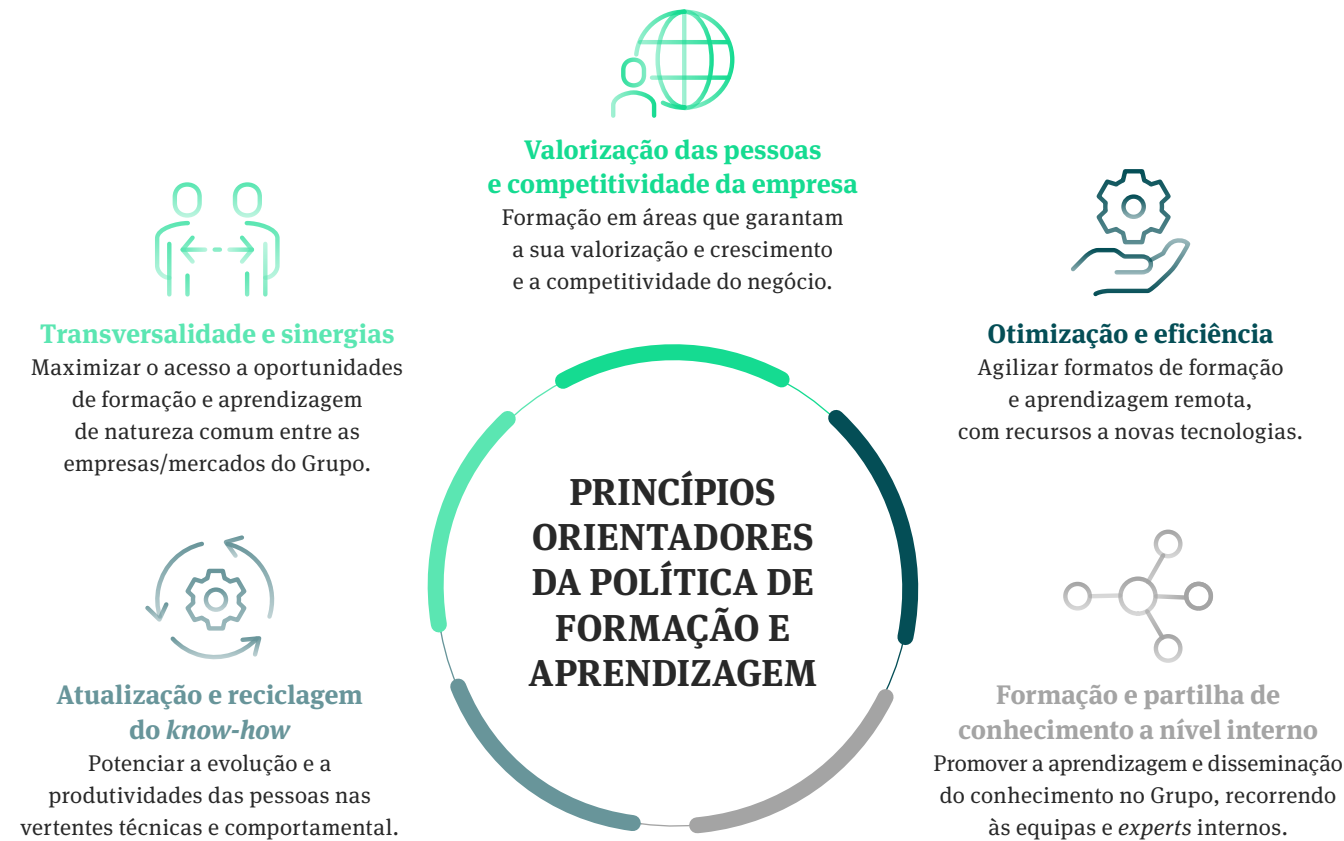 Valorização das pessoas
e competitividade da empresa
Formação em áreas que garantam
a sua valorização e crescimento
e a competitividade do negócio.
Transversalidade e sinergias
Maximizar o acesso a oportunidades
de formação e aprendizagem
de natureza comum entre as
empresas/mercados do Grupo.
Otimização e eficiência
Agilizar formatos de formação
e aprendizagem remota,
com recursos a novas tecnologias.
PRINCÍPIOS
ORIENTADORES
DA POLÍTICA DE
FORMAÇÃO E
APRENDIZAGEM
Atualização e reciclagem
do know-how
Potenciar a evolução e a
produtividades das pessoas nas
vertentes técnicas e comportamental.
Formação e partilha de
conhecimento a nível interno
Promover a aprendizagem e disseminação
do conhecimento no Grupo, recorrendo
às equipas e experts internos.